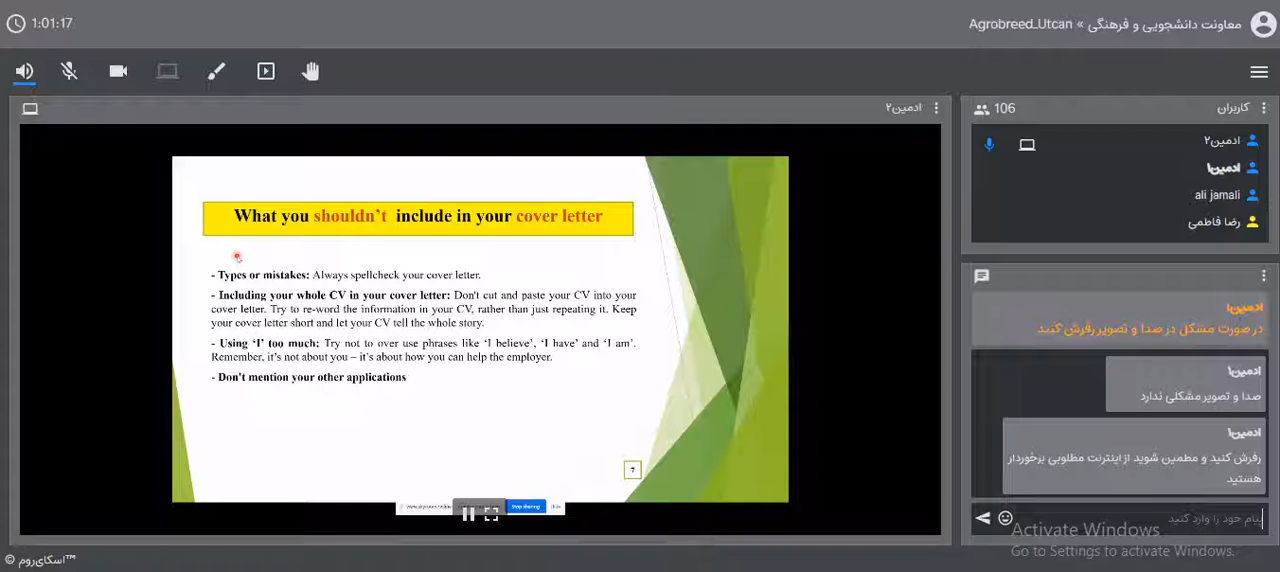 1:01:17
Agrobreed_Utcan » معاونت دانشجویی و فرهنگی
ادمین۲
What you shouldn't include in your cover letter
- Types or mistakes: Always spellcheck your cover letter.
- Including your whole CV in your cover letter: Don't cut and paste your CV into your
cover letter. Try to re-word the information in your CV, rather than just repeating it. Keep
your cover letter short and let your CV tell the whole story.
- Using 'I' too much: Try not to over use phrases like 'I believe', 'I have' and 'I am'.
Remember, it's not about you – it's about how you can help the employer.
- Don't mention your other applications
7
Stop sharing
Hide
کاربران
106
ادمین۲
ادمین۱
ali jamali
رضا فاطمی
ادمین۱
در صورت مشکل در صدا و تصویر رفرش کنید
ادمین۱
صدا و تصویر مشکلی ندارد
ادمین۱
رفرش کنید و مطمین شوید از اینترنت مطلوبی برخوردار
هستید
پیام خود را وارد کنید
Activate Windows
Go to Settings to activate Windows.
© اسکای‌روم™